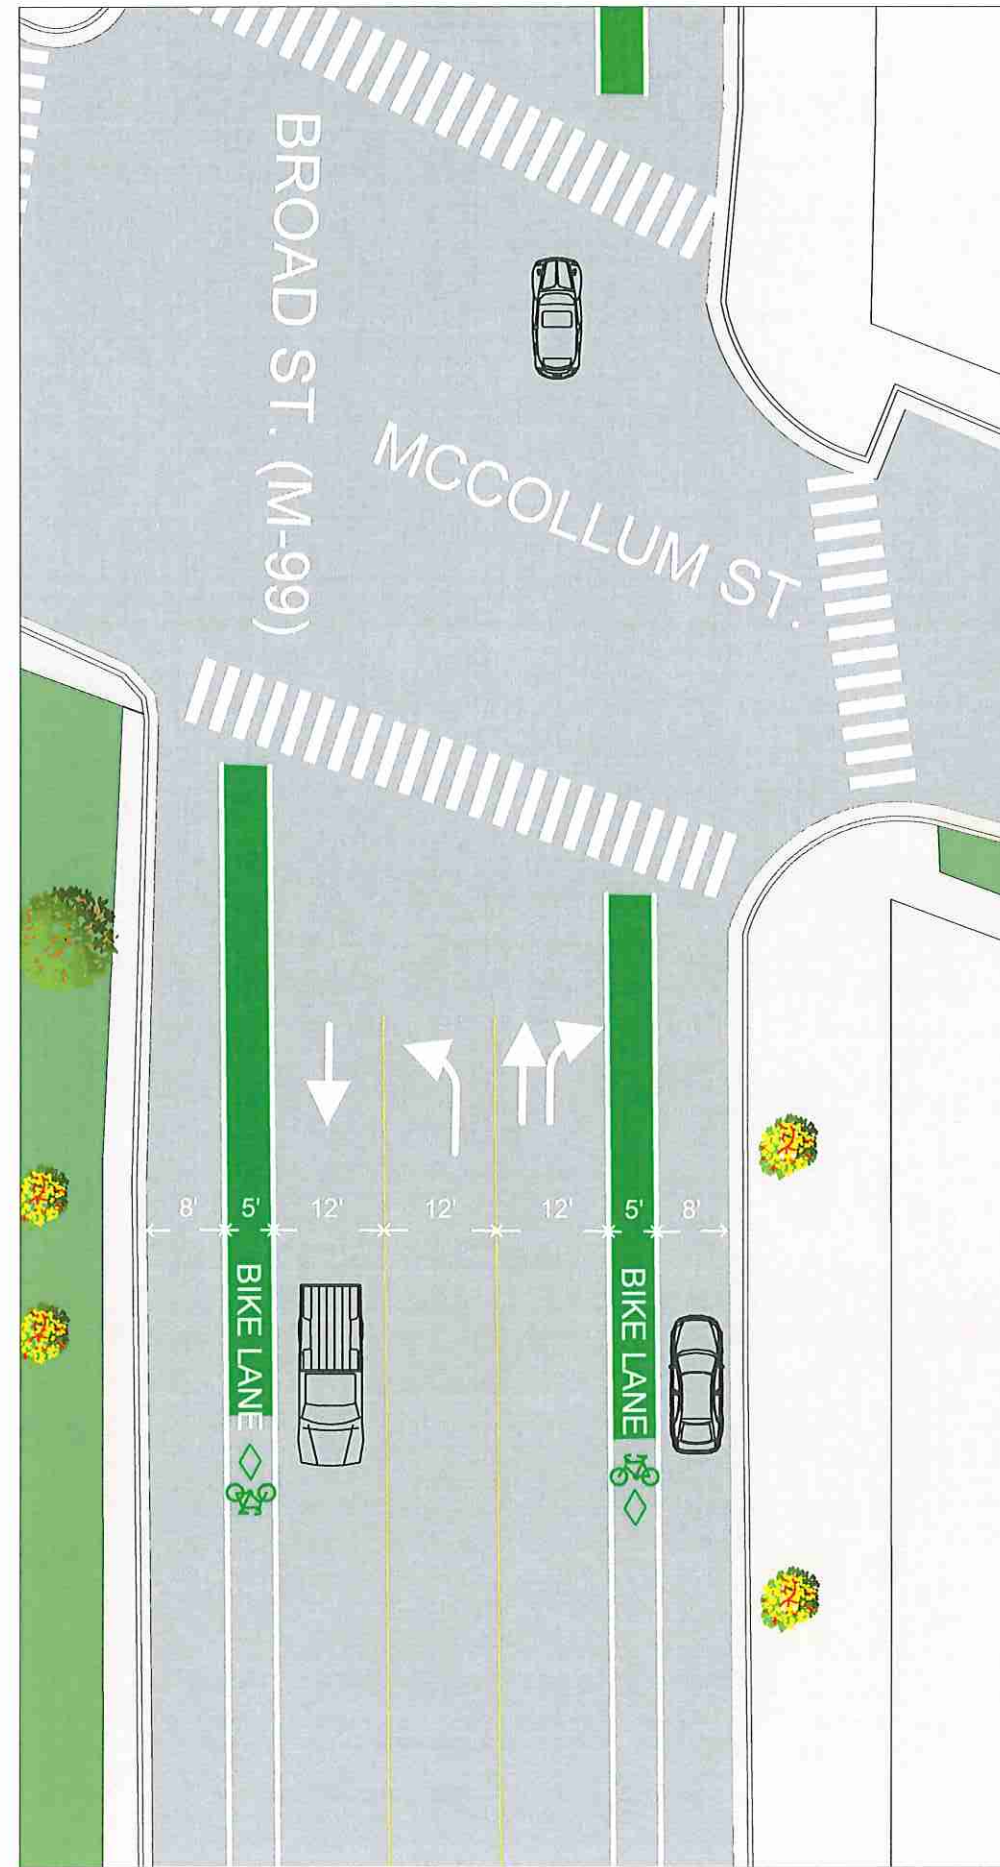 BROAD ST. (M-99)
MCCOLLUM ST.
8' 5' 12' 12' 12' 5' 8'
BIKE LANE
BIKE LANE